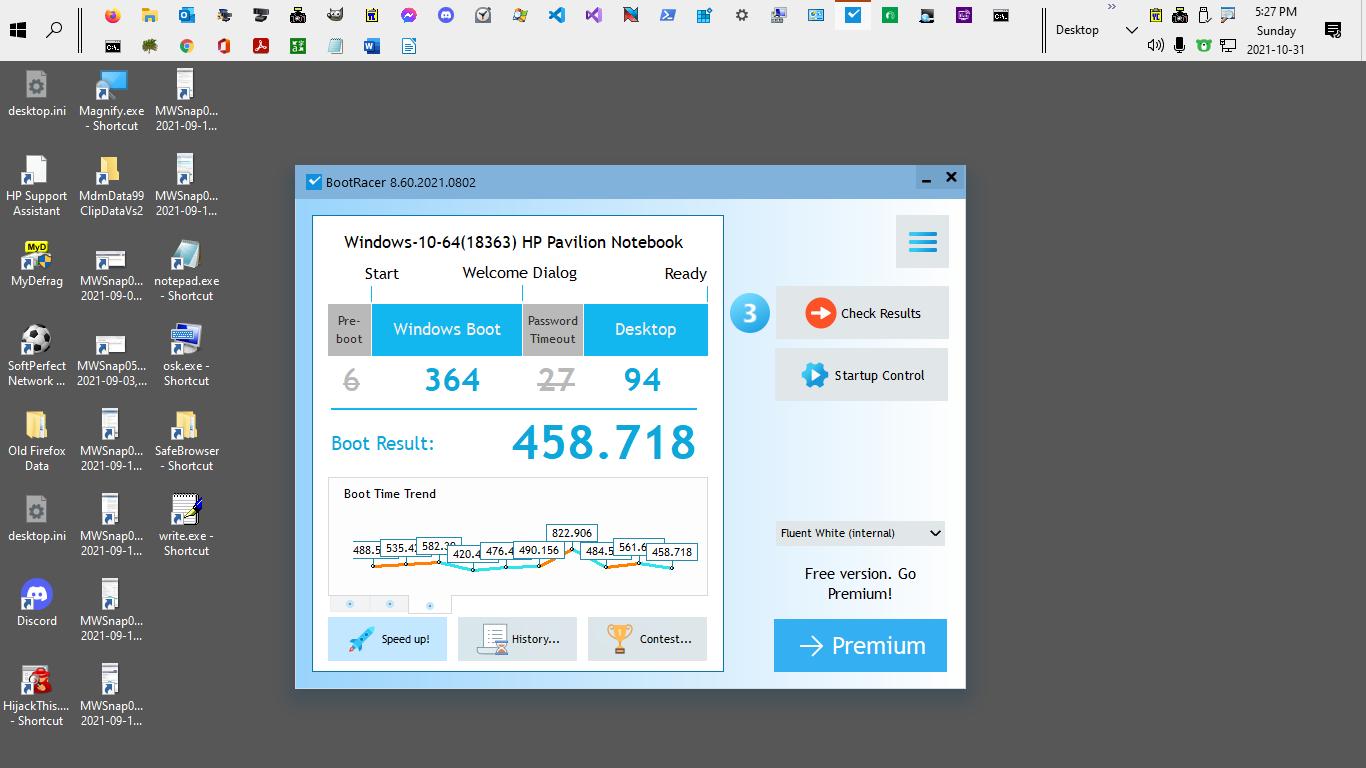 5:27 PM
Sunday
2021-10-31
Desktop
desktop.ini
Magnify.exe
- Shortcut
MWSnap0...
2021-09-1...
HP Support
Assistant
MdmData99
ClipDataVs2
MWSnap0...
2021-09-1...
MyD
MyDefrag
MWSnap0...
2021-09-0...
notepad.exe
- Shortcut
SoftPerfect
Network ...
MWSnap05...
2021-09-03,...
osk.exe -
Shortcut
Old Firefox
Data
MWSnap0...
2021-09-1...
SafeBrowser
- Shortcut
desktop.ini
MWSnap0...
2021-09-1...
write.exe -
Shortcut
Discord
MWSnap0...
2021-09-1...
HijackThis....
- Shortcut
MWSnap0...
2021-09-1...
BootRacer 8.60.2021.0802
Windows-10-64(18363) HP Pavilion Notebook
Start
Welcome Dialog
Ready
Pre-
boot
Windows Boot
Password
Timeout
Desktop
6
364
27
94
Boot Result:
458.718
Boot Time Trend
488.5
535.4
582.3
420.4
476.4
490.156
822.906
484.5
561.6
458.718
Speed up!
History...
Contest...
3
Check Results
Startup Control
Fluent White (internal)
Free version. Go
Premium!
Premium